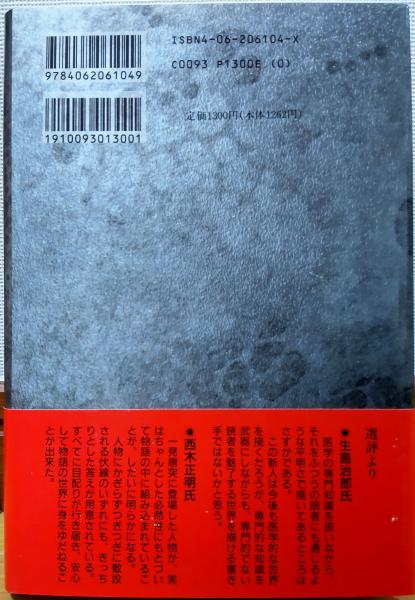 ISBN4-06-206104-X
C0093 P1300E (0)
9784062061049
定価1300円(本体1262円)
1910093013001
選評より
●生島治郎氏
医学の専門知識を扱いながら、
それをふつうの読者にも通じるよ
うな平明さで描いてあるところは
さすがである。
この新人は今後も医学的な世界
を描くだろうが、専門的な知識を
武器にしながらも、専門的でない
読者を魅了する世界を描ける書き
手ではないかと思う。
●西木正明氏
一見唐突に登場した人物が、実
はちゃんとした必然性にもとづい
て物語の中に組み込まれているこ
とが、しだいに明らかになる。
人物にかぎらずつぎつぎに敷設
される伏線のいずれにも、きっち
りとした答えが用意されている。
すべてに目配りが行き届き、安心
して物語の世界に身をゆだねるこ
とが出来た。